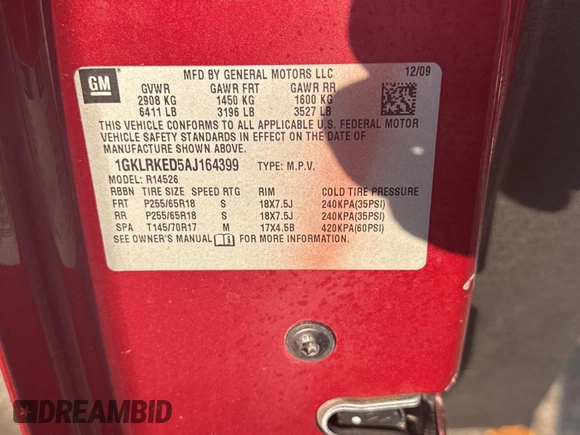 GM
MFD BY GENERAL MOTORS LLC 12/09
GVWR GAWR FRT GAWR RR
2908 KG 1450 KG 1600 KG
6411 LB 3196 LB 3527 LB
THIS VEHICLE CONFORMS TO ALL APPLICABLE U.S. FEDERAL MOTOR
VEHICLE SAFETY STANDARDS IN EFFECT ON THE DATE OF
MANUFACTURE SHOWN ABOVE.
1GKLRKED5AJ164399 TYPE: M.P.V.
MODEL: R14526
RBBN TIRE SIZE SPEED RTG RIM COLD TIRE PRESSURE
FRT P255/65R18 S 18X7.5J 240KPA(35PSI)
RR P255/65R18 S 18X7.5J 240KPA(35PSI)
SPA T145/70R17 M 17X4.5B 420KPA(60PSI)
SEE OWNER'S MANUAL FOR MORE INFORMATION.
DREAMBID